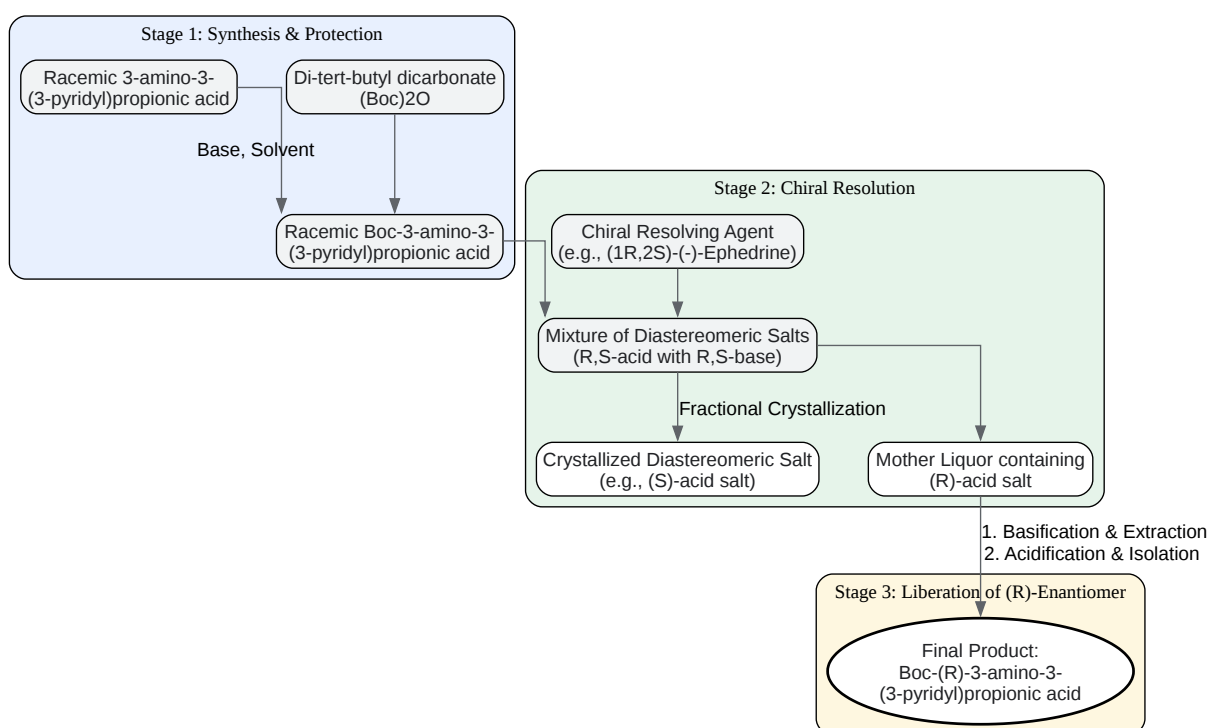 Stage 1: Synthesis & Protection
Racemic 3-amino-3-
(3-pyridyl)propionic acid
Di-tert-butyl dicarbonate
(Boc)2O
Base, Solvent
Racemic Boc-3-amino-3-
(3-pyridyl)propionic acid
Stage 2: Chiral Resolution
Chiral Resolving Agent
(e.g., (1R,2S)-(-)-Ephedrine)
Mixture of Diastereomeric Salts
(R,S-acid with R,S-base)
Fractional Crystallization
Crystallized Diastereomeric Salt
(e.g., (S)-acid salt)
Mother Liquor containing
(R)-acid salt
1. Basification & Extraction
2. Acidification & Isolation
Stage 3: Liberation of (R)-Enantiomer
Final Product:
Boc-(R)-3-amino-3-
(3-pyridyl)propionic acid